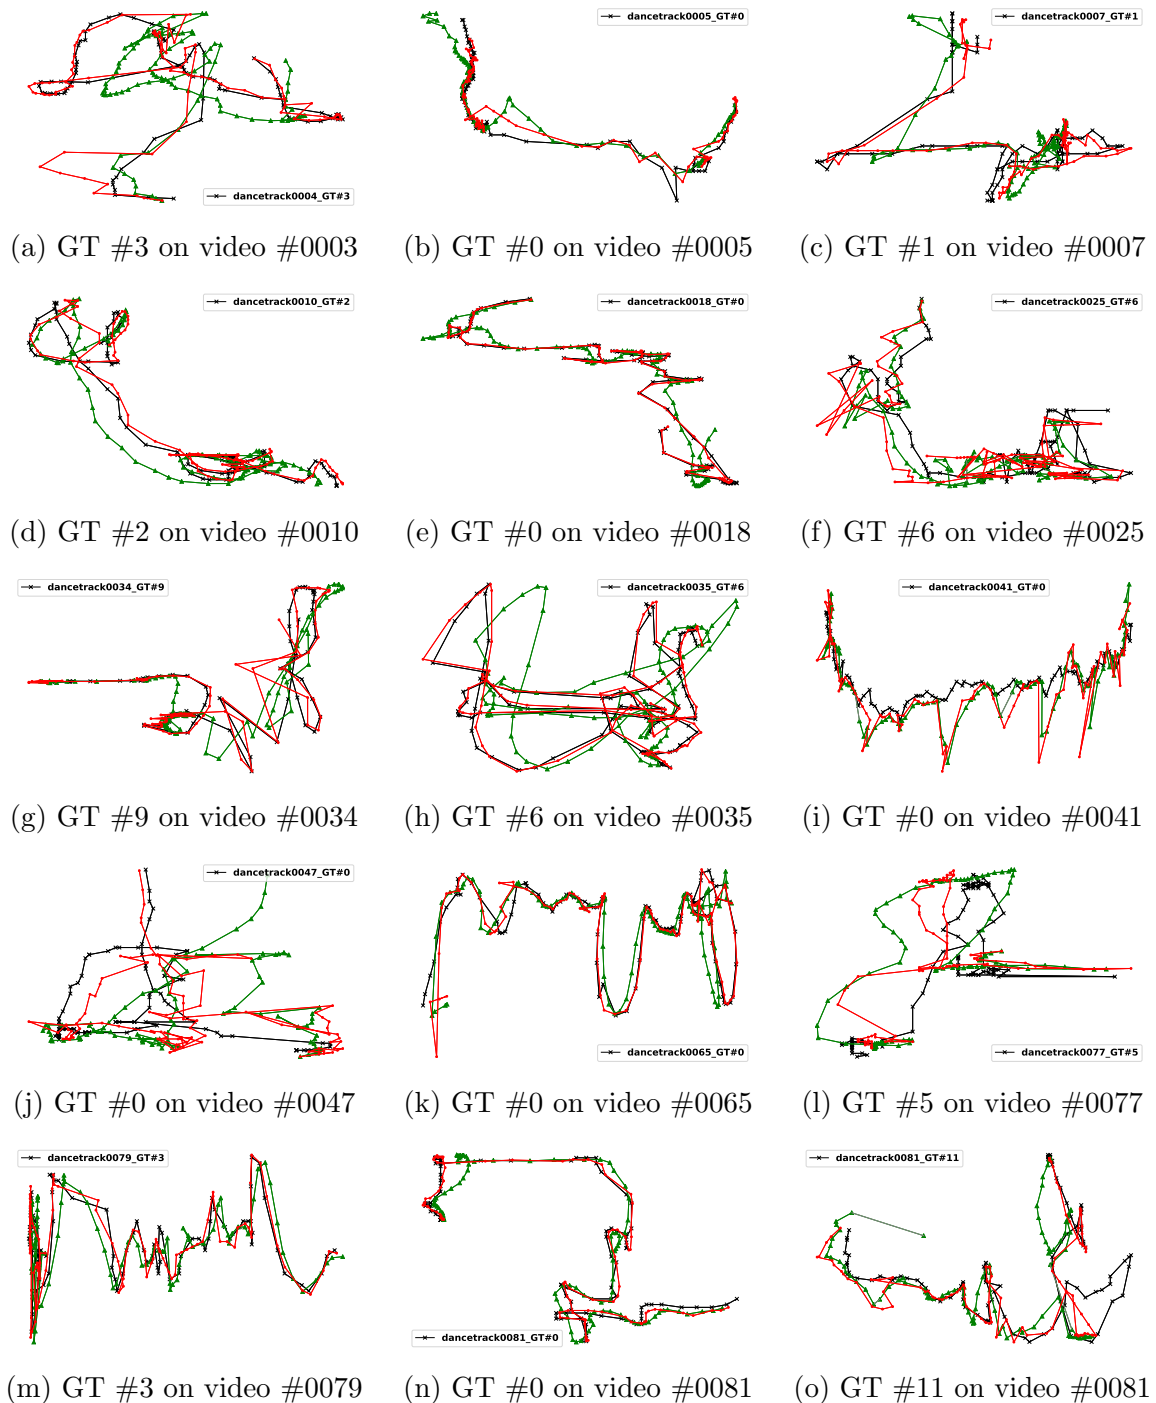 dancetrack0004_GT#3
dancetrack0005_GT#0
dancetrack0007_GT#1
(a) GT #3 on video #0003
(b) GT #0 on video #0005
(c) GT #1 on video #0007
dancetrack0010_GT#2
dancetrack0018_GT#0
dancetrack0025_GT#6
(d) GT #2 on video #0010
(e) GT #0 on video #0018
(f) GT #6 on video #0025
dancetrack0034_GT#9
dancetrack0035_GT#6
dancetrack0041_GT#0
(g) GT #9 on video #0034
(h) GT #6 on video #0035
(i) GT #0 on video #0041
dancetrack0047_GT#0
dancetrack0065_GT#0
dancetrack0077_GT#5
(j) GT #0 on video #0047
(k) GT #0 on video #0065
(l) GT #5 on video #0077
dancetrack0079_GT#3
dancetrack0081_GT#0
dancetrack0081_GT#11
(m) GT #3 on video #0079
(n) GT #0 on video #0081
(o) GT #11 on video #0081